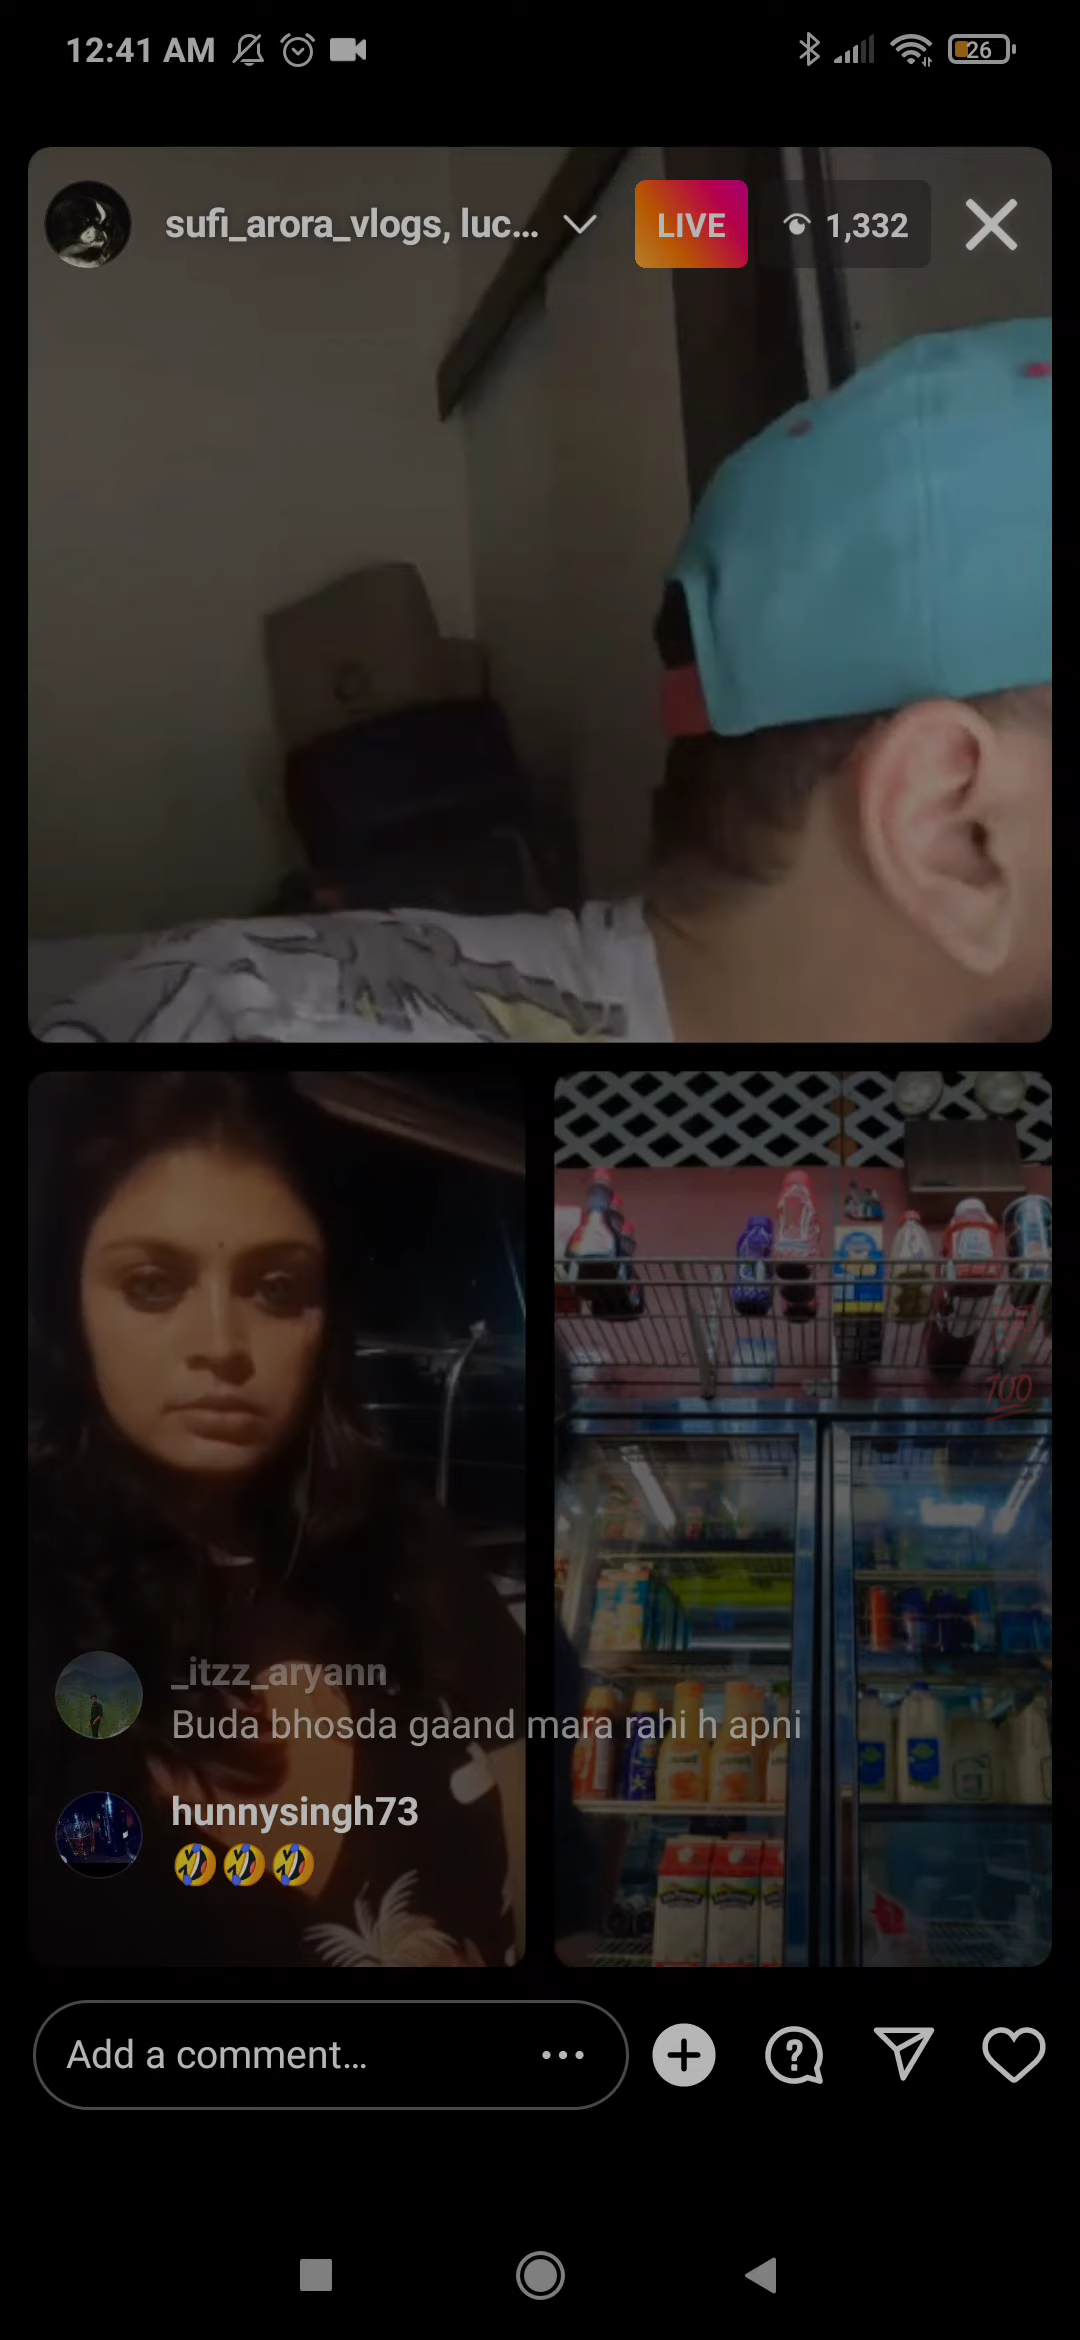 12:41 AM
26
sufi_arora_vlogs, luc...
LIVE
1,332
100
_itzz_aryann
Buda bhosda gaand mara rahi h apni
hunnysingh73
🤣🤣🤣
Add a comment...